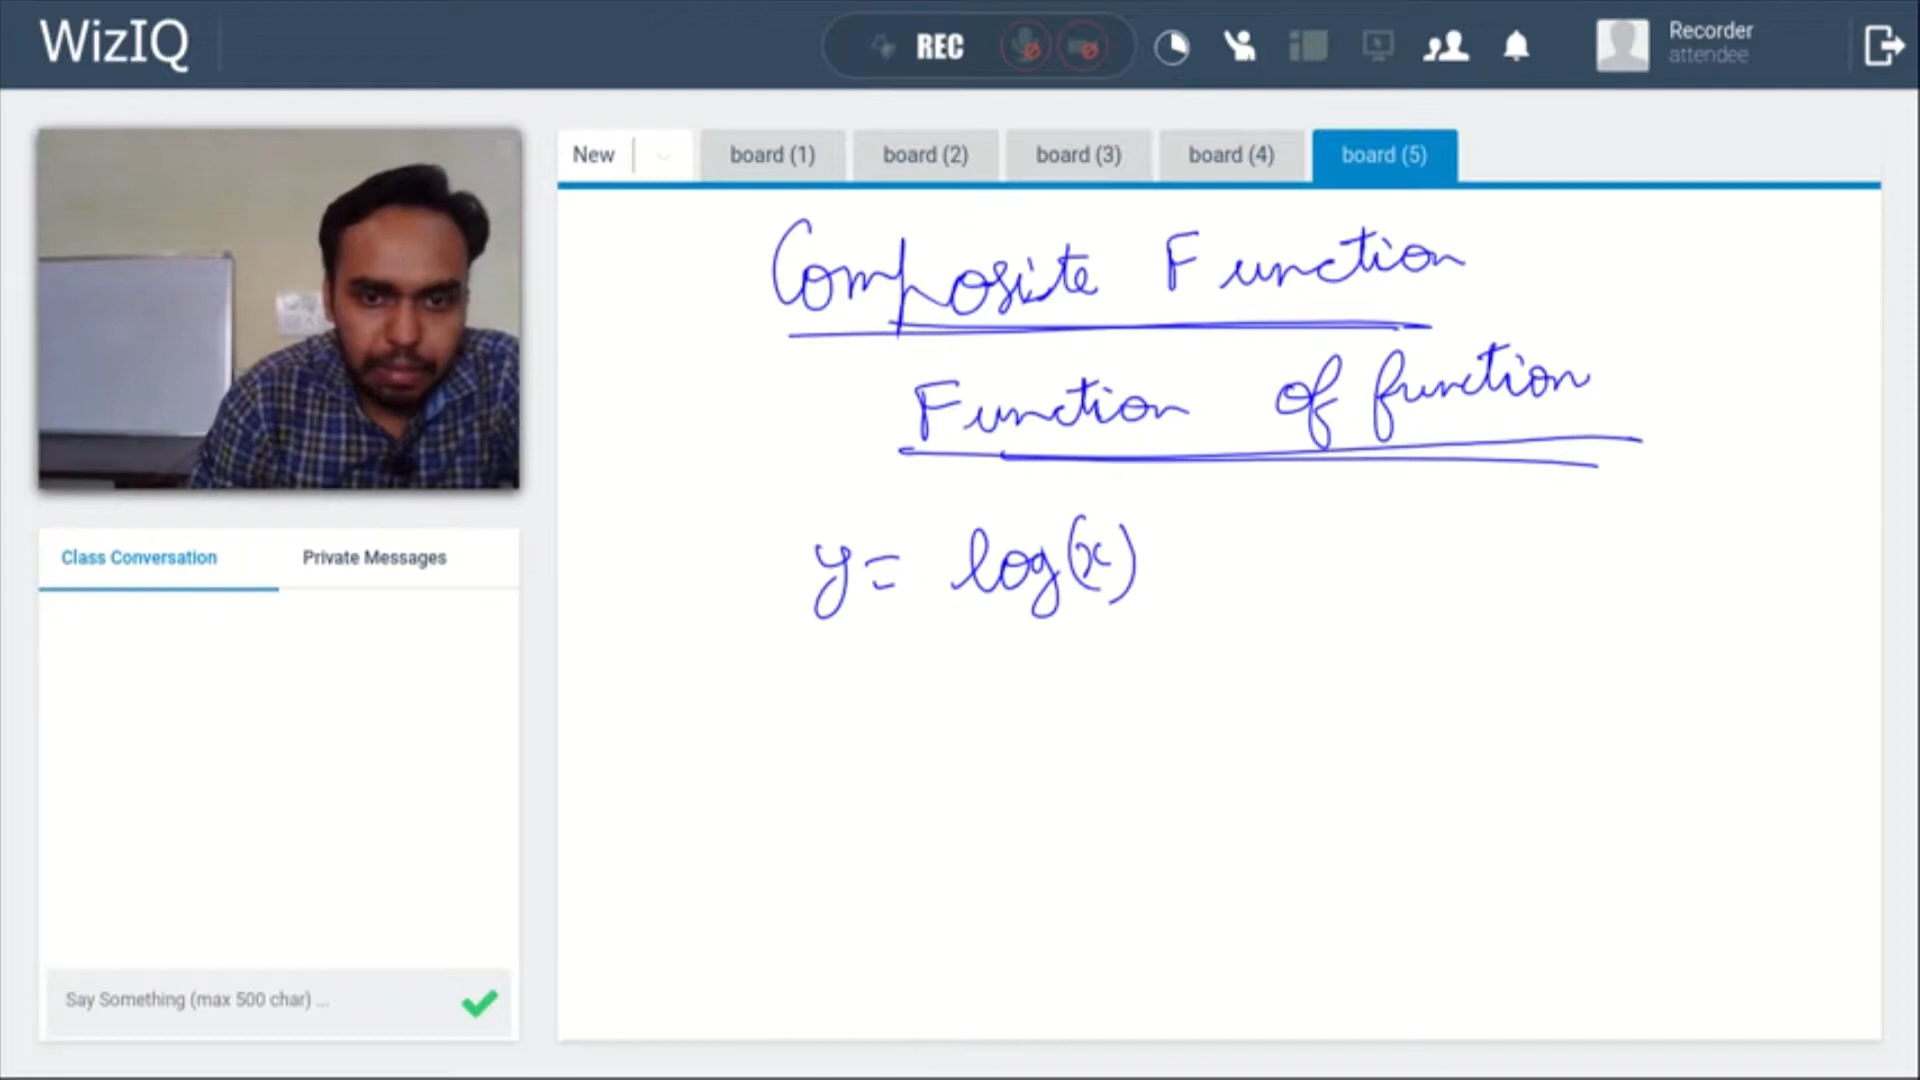 WizIQ
REC
Recorder
attendee
New
board (1)
board (2)
board (3)
board (4)
board (5)
Composite Function
Function of function
y= log(x)
Class Conversation
Private Messages
Say Something (max 500 char) ...